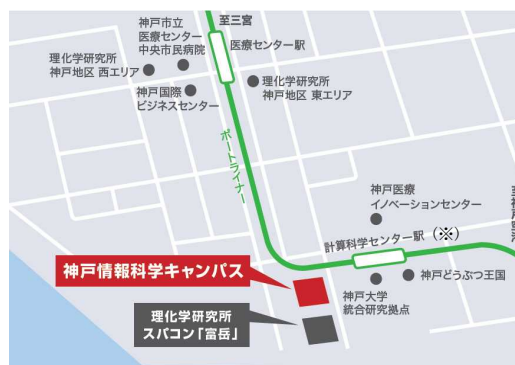 至三宮
神戸市立
医療センター
中央市民病院
医療センター駅
理化学研究所
神戸地区 西エリア
神戸国際
ビジネスセンター
理化学研究所
神戸地区 東エリア
ポートライナー
神戸医療
イノベーションセンター
計算科学センター駅 (※)
神戸情報科学キャンパス
神戸どうぶつ王国
神戸大学
統合研究拠点
理化学研究所
スパコン「富岳」